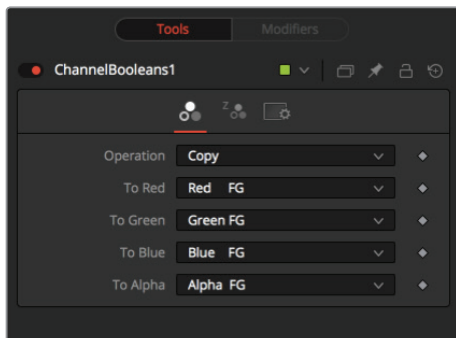 Tools Modifiers
ChannelBooleans1
Z
Operation Copy
To Red Red FG
To Green Green FG
To Blue Blue FG
To Alpha Alpha FG